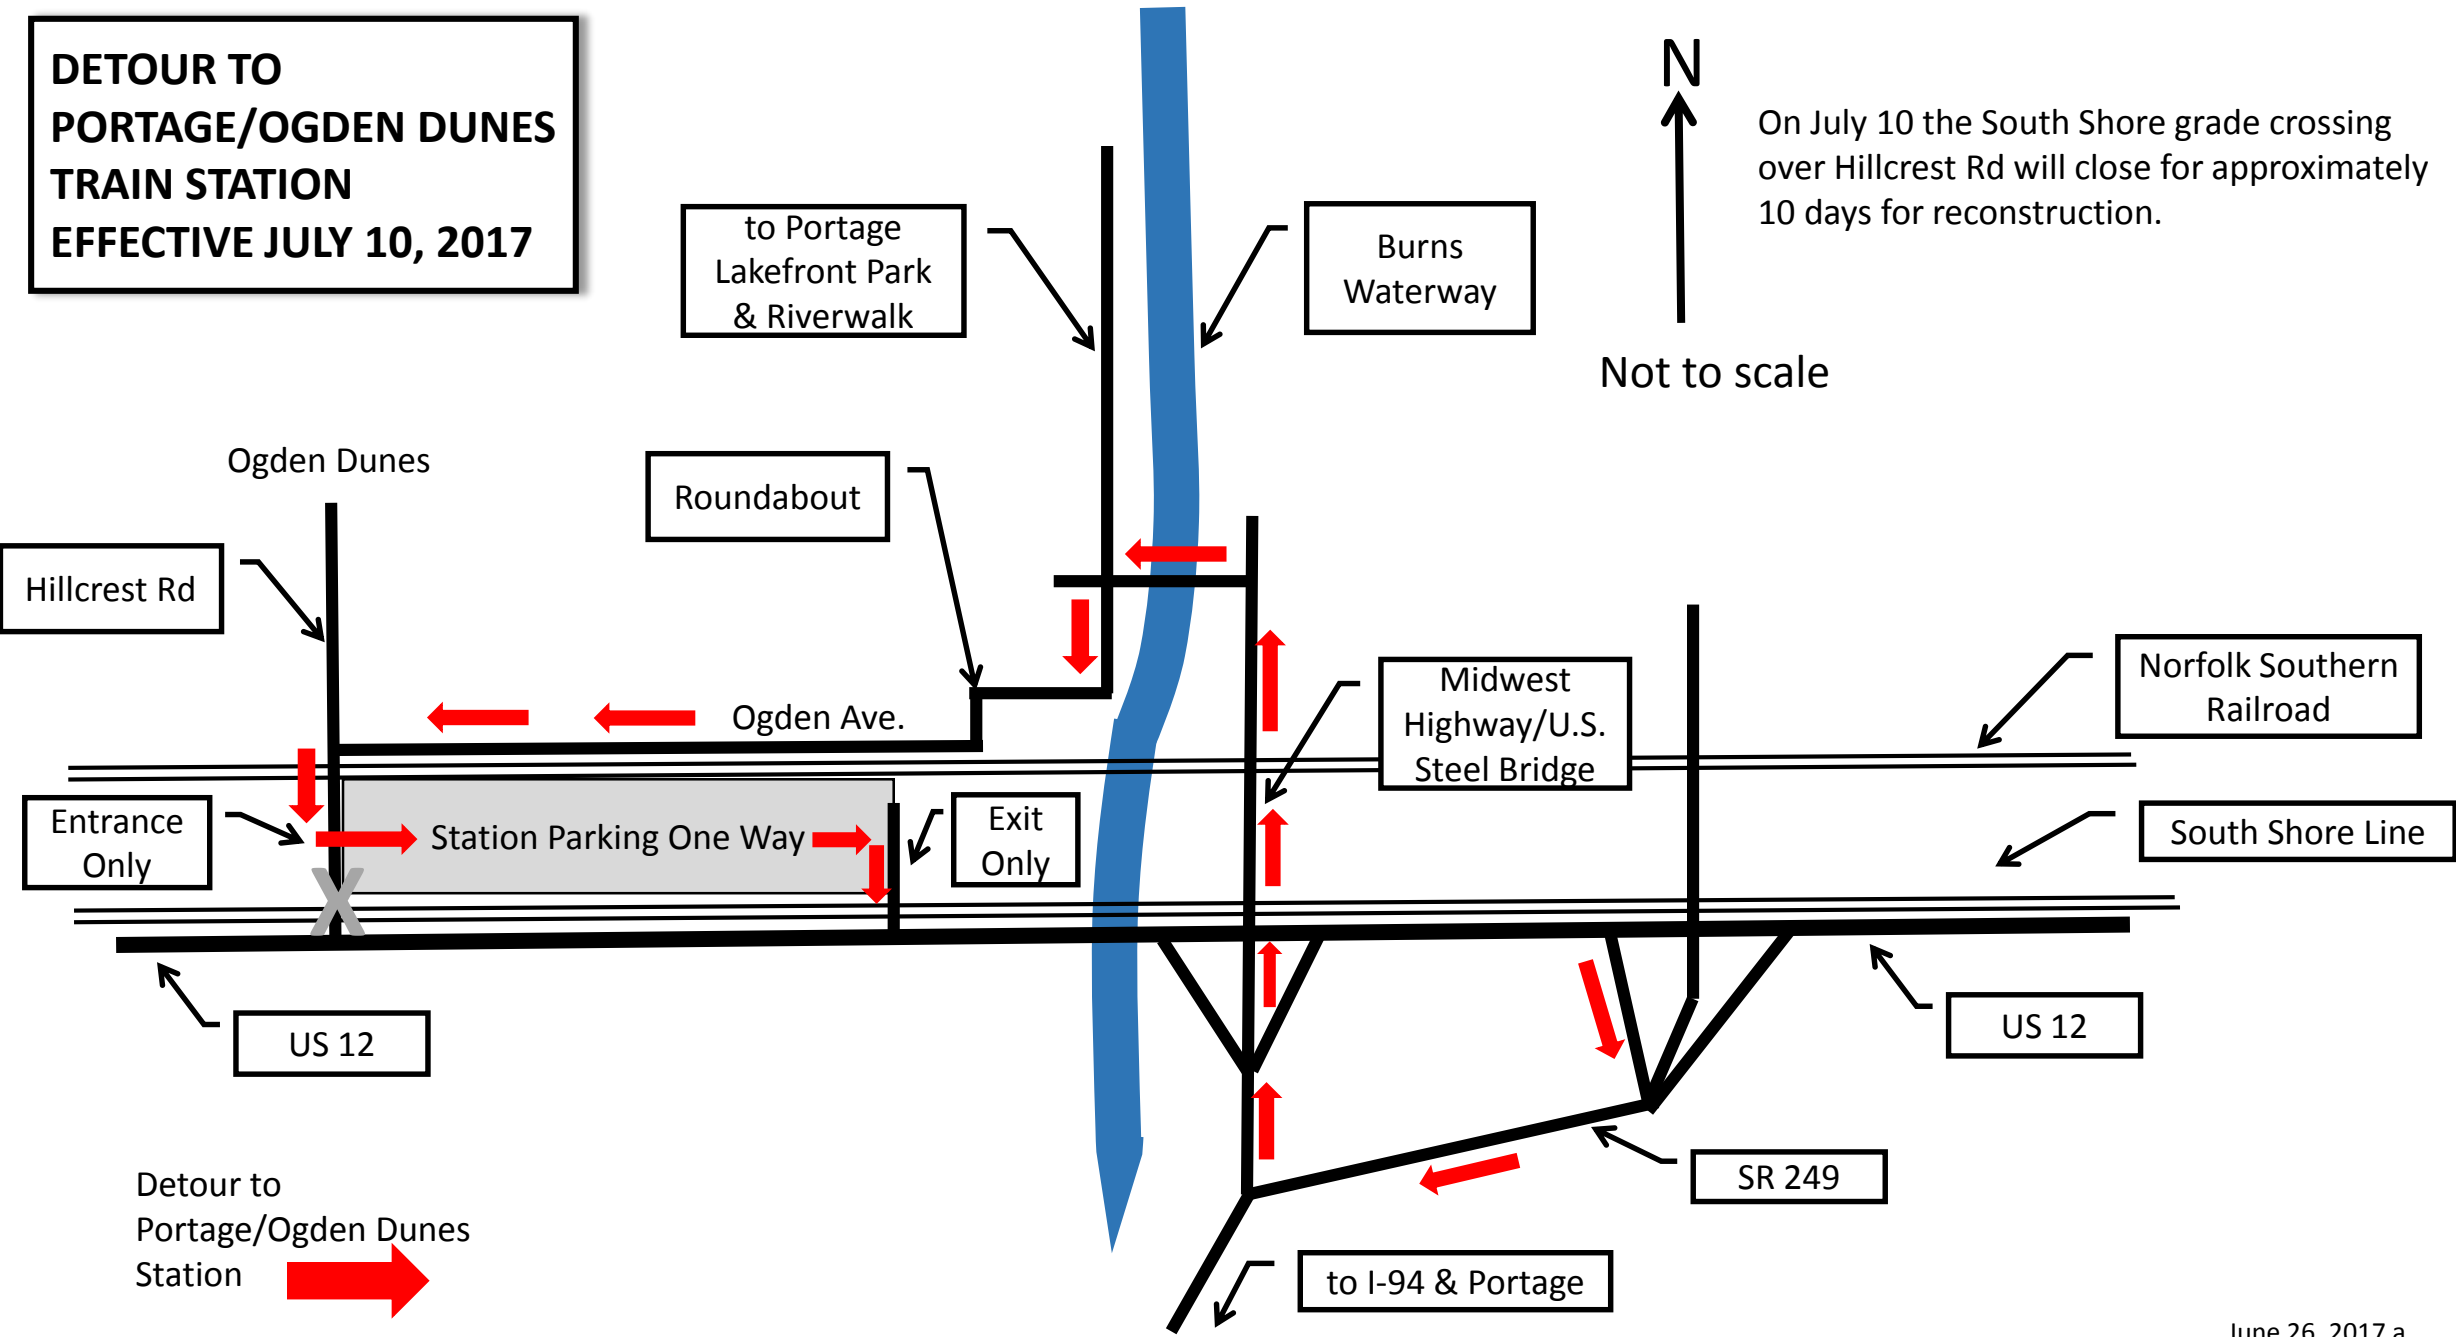 DETOUR TO
PORTAGE/OGDEN DUNES
TRAIN STATION
EFFECTIVE JULY 10, 2017
N
On July 10 the South Shore grade crossing
over Hillcrest Rd will close for approximately
10 days for reconstruction.
to Portage
Lakefront Park
& Riverwalk
Burns
Waterway
Not to scale
Ogden Dunes
Roundabout
Hillcrest Rd
Norfolk Southern
Railroad
Midwest
Highway/U.S.
Steel Bridge
Ogden Ave.
Entrance
Only
Station Parking One Way
Exit
Only
South Shore Line
X
US 12
US 12
SR 249
Detour to
Portage/Ogden Dunes
Station
to I-94 & Portage
June 26, 2017 a